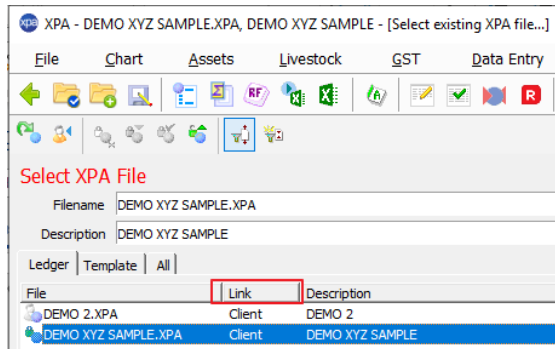 xpa XPA - DEMO XYZ SAMPLE.XPA, DEMO XYZ SAMPLE - [Select existing XPA file...]
File Chart Assets Livestock GST Data Entry
RF R
Select XPA File
Filename DEMO XYZ SAMPLE.XPA
Description DEMO XYZ SAMPLE
Ledger Template All
File Link Description
DEMO 2.XPA Client DEMO 2
DEMO XYZ SAMPLE.XPA Client DEMO XYZ SAMPLE